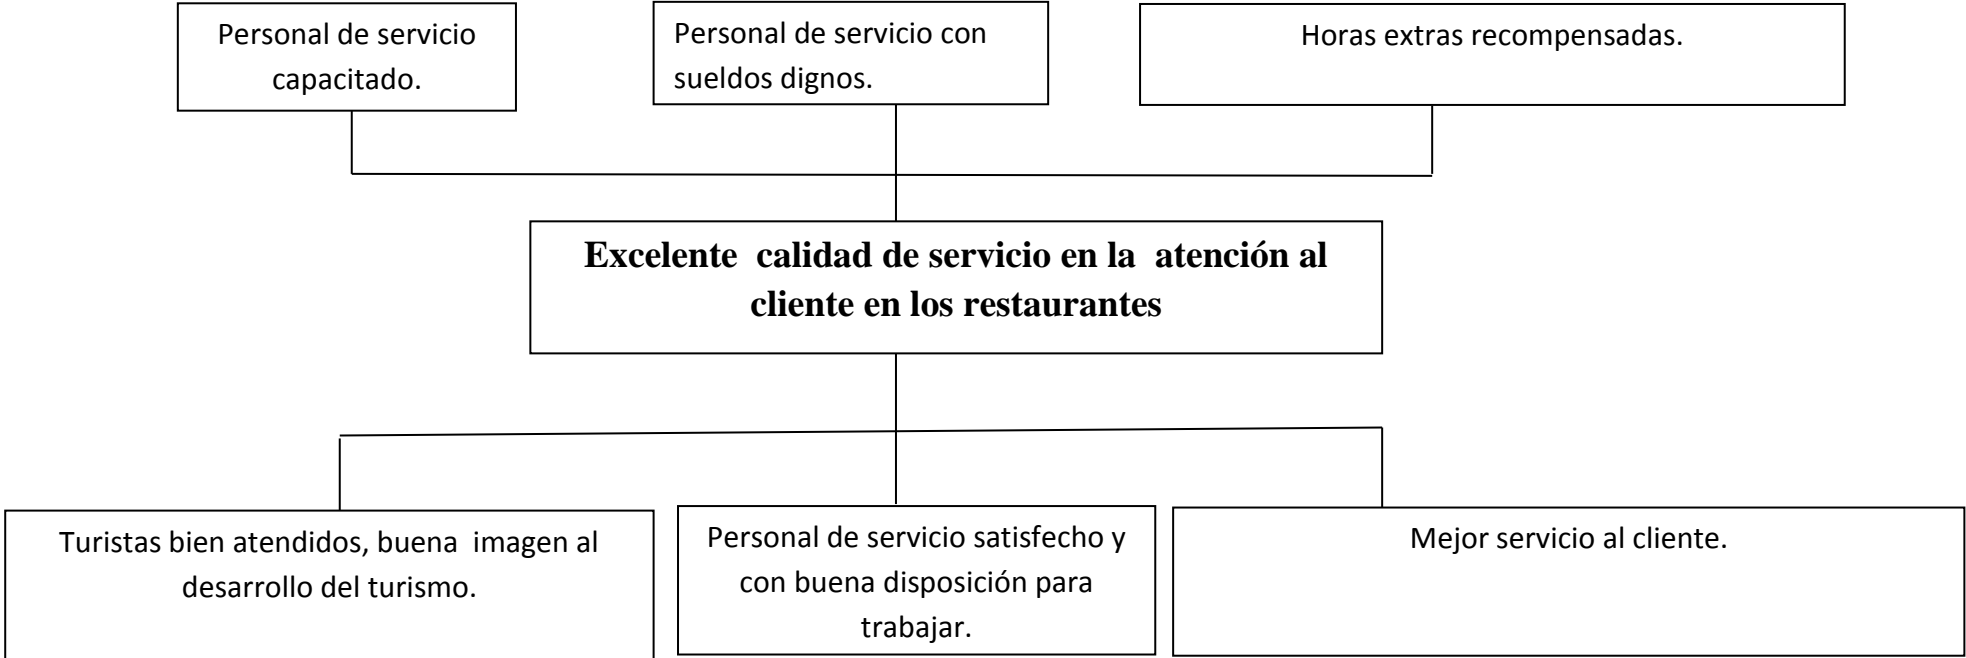 Personal de servicio
capacitado.
Personal de servicio con
sueldos dignos.
Horas extras recompensadas.
Excelente  calidad de servicio en la  atención al
cliente en los restaurantes
Turistas bien atendidos, buena  imagen al
desarrollo del turismo.
Personal de servicio satisfecho y
con buena disposición para
trabajar.
Mejor servicio al cliente.